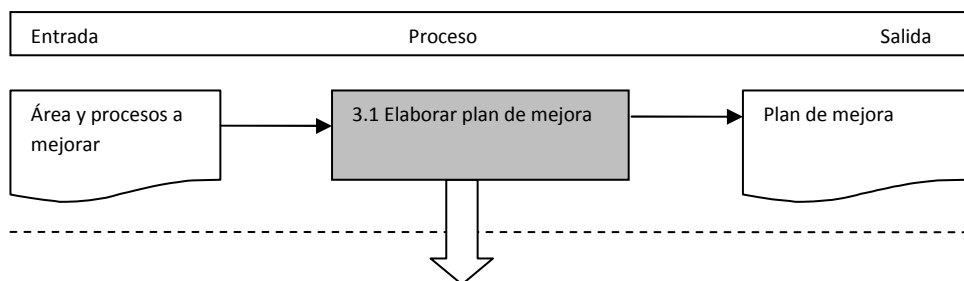 Entrada Proceso Salida
Área y procesos a
mejorar
3.1 Elaborar plan de mejora
Plan de mejora